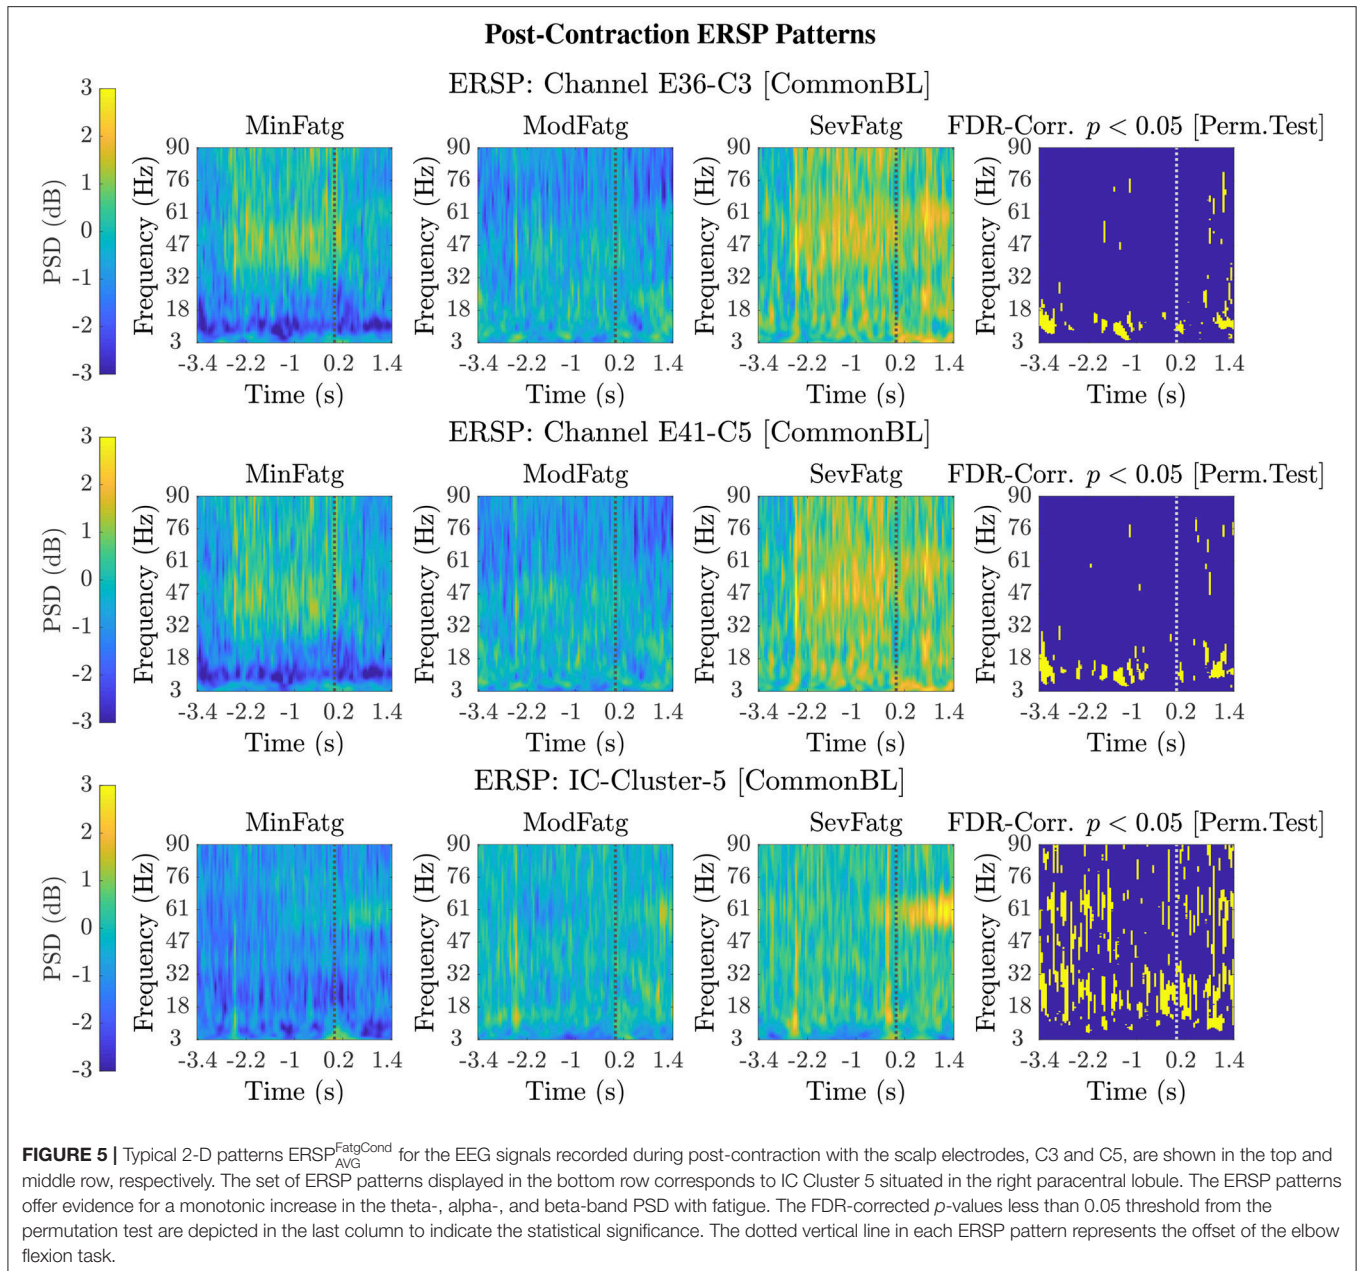 Post-Contraction ERSP Patterns
ERSP: Channel E36-C3 [CommonBL]
MinFatg ModFatg SevFatg FDR-Corr. p < 0.05 [Perm.Test]
PSD (dB)
3
2
1
0
-1
-2
-3
Frequency (Hz)
90
76
61
47
32
18
3
-3.4 -2.2 -1 0.2 1.4
Time (s)
Frequency (Hz)
90
76
61
47
32
18
3
-3.4 -2.2 -1 0.2 1.4
Time (s)
Frequency (Hz)
90
76
61
47
32
18
3
-3.4 -2.2 -1 0.2 1.4
Time (s)
Frequency (Hz)
90
76
61
47
32
18
3
-3.4 -2.2 -1 0.2 1.4
Time (s)
ERSP: Channel E41-C5 [CommonBL]
MinFatg ModFatg SevFatg FDR-Corr. p < 0.05 [Perm.Test]
PSD (dB)
3
2
1
0
-1
-2
-3
Frequency (Hz)
90
76
61
47
32
18
3
-3.4 -2.2 -1 0.2 1.4
Time (s)
Frequency (Hz)
90
76
61
47
32
18
3
-3.4 -2.2 -1 0.2 1.4
Time (s)
Frequency (Hz)
90
76
61
47
32
18
3
-3.4 -2.2 -1 0.2 1.4
Time (s)
Frequency (Hz)
90
76
61
47
32
18
3
-3.4 -2.2 -1 0.2 1.4
Time (s)
ERSP: IC-Cluster-5 [CommonBL]
MinFatg ModFatg SevFatg FDR-Corr. p < 0.05 [Perm.Test]
PSD (dB)
3
2
1
0
-1
-2
-3
Frequency (Hz)
90
76
61
47
32
18
3
-3.4 -2.2 -1 0.2 1.4
Time (s)
Frequency (Hz)
90
76
61
47
32
18
3
-3.4 -2.2 -1 0.2 1.4
Time (s)
Frequency (Hz)
90
76
61
47
32
18
3
-3.4 -2.2 -1 0.2 1.4
Time (s)
Frequency (Hz)
90
76
61
47
32
18
3
-3.4 -2.2 -1 0.2 1.4
Time (s)
FIGURE 5 | Typical 2-D patterns ERSP^FatgCond_AVG for the EEG signals recorded during post-contraction with the scalp electrodes, C3 and C5, are shown in the top and
middle row, respectively. The set of ERSP patterns displayed in the bottom row corresponds to IC Cluster 5 situated in the right paracentral lobule. The ERSP patterns
offer evidence for a monotonic increase in the theta-, alpha-, and beta-band PSD with fatigue. The FDR-corrected p-values less than 0.05 threshold from the
permutation test are depicted in the last column to indicate the statistical significance. The dotted vertical line in each ERSP pattern represents the offset of the elbow
flexion task.